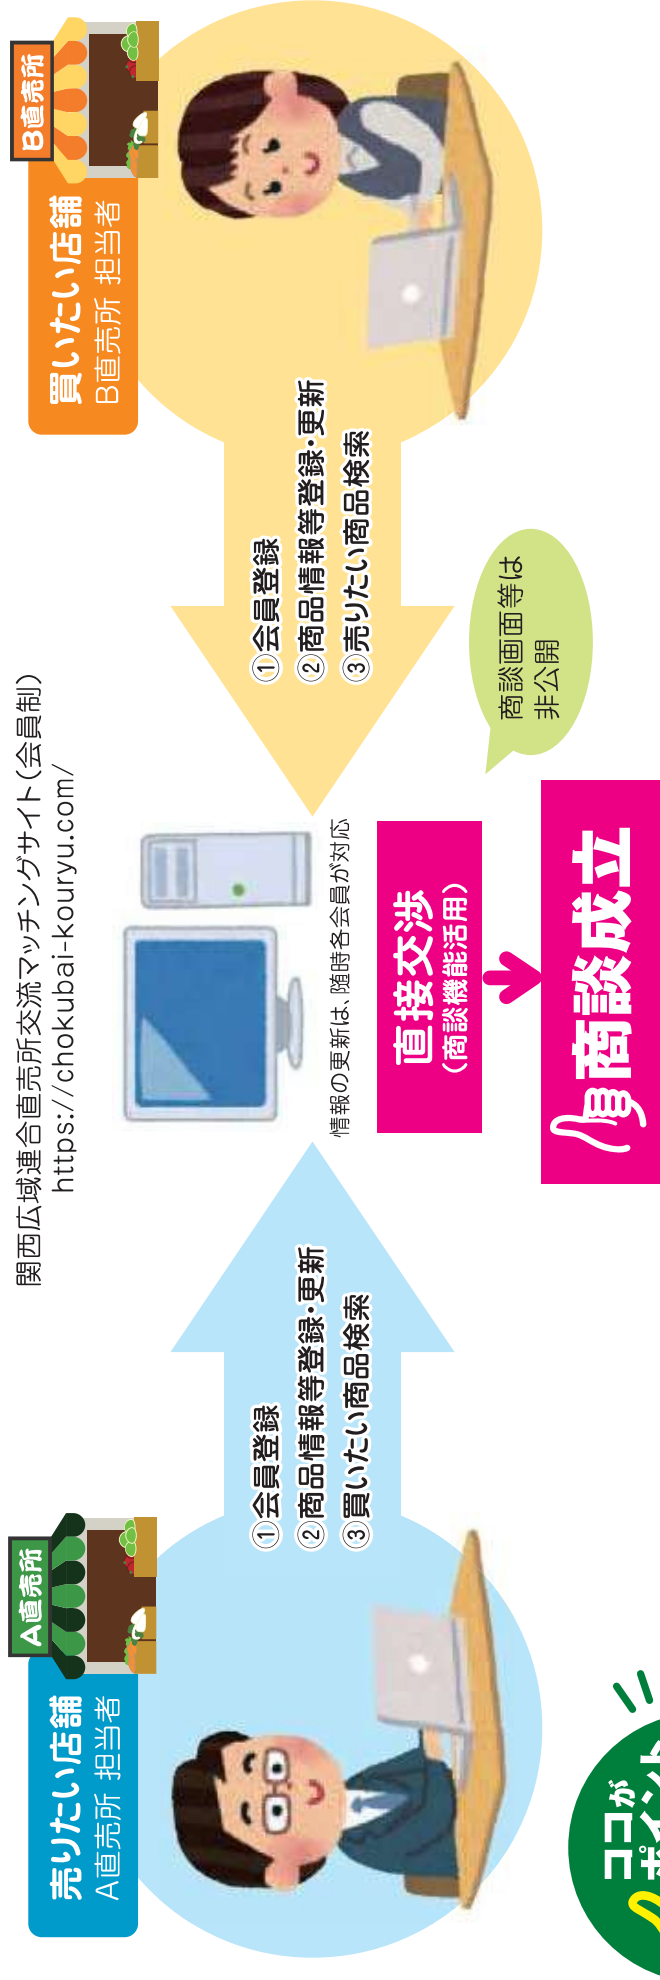 関西広域連合直売所交流マッチングサイト（会員制）
https://chokubai-kouryu.com/
A直売所
売りたい店舗
A直売所 担当者
①会員登録
②商品情報等登録・更新
③買いたい商品検索
情報の更新は、随時各会員が対応
B直売所
買いたい店舗
B直売所 担当者
①会員登録
②商品情報等登録・更新
③売りたい商品検索
直接交渉
（商談機能活用）
商談画面等は
非公開
商談成立
ココが
ポイント